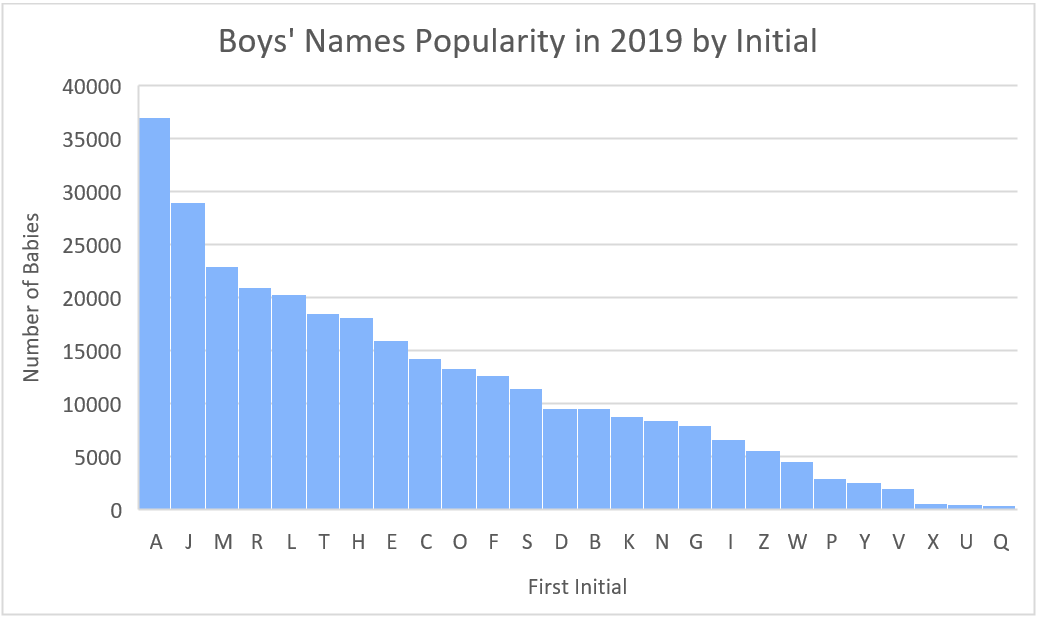 Boys' Names Popularity in 2019 by Initial
40000
35000
30000
25000
20000
15000
10000
5000
0
Number of Babies
A J M R L T H E C O F S D B K N G I Z W P Y V X U Q
First Initial